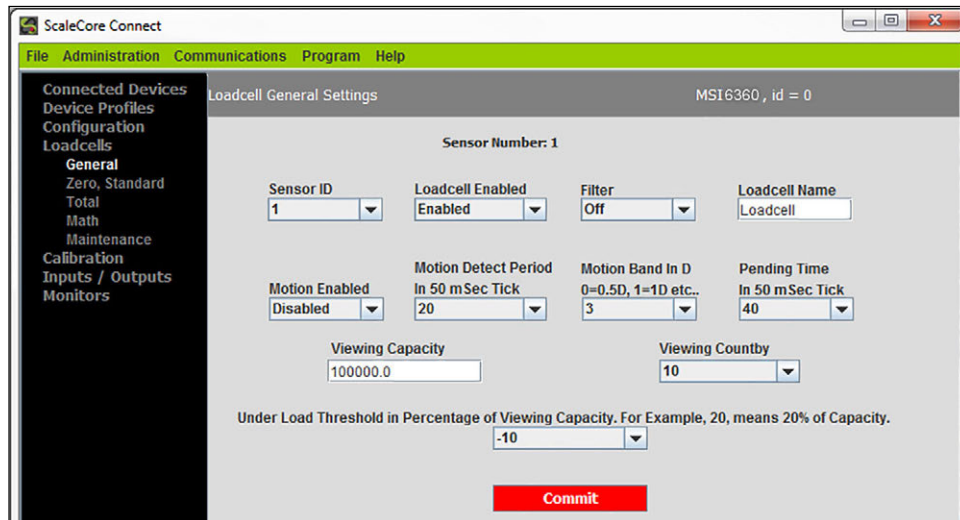 ScaleCore Connect
File Administration Communications Program Help
Connected Devices
Device Profiles
Configuration
Loadcells
General
Zero, Standard
Total
Math
Maintenance
Calibration
Inputs / Outputs
Monitors
Loadcell General Settings MSI6360 , id = 0
Sensor Number: 1
Sensor ID Loadcell Enabled Filter Loadcell Name
1 Enabled Off Loadcell
Motion Detect Period Motion Band In D Pending Time
Motion Enabled In 50 mSec Tick 0=0.5D, 1=1D etc.. In 50 mSec Tick
Disabled 20 3 40
Viewing Capacity Viewing Countby
100000.0 10
Under Load Threshold in Percentage of Viewing Capacity. For Example, 20, means 20% of Capacity.
-10
Commit